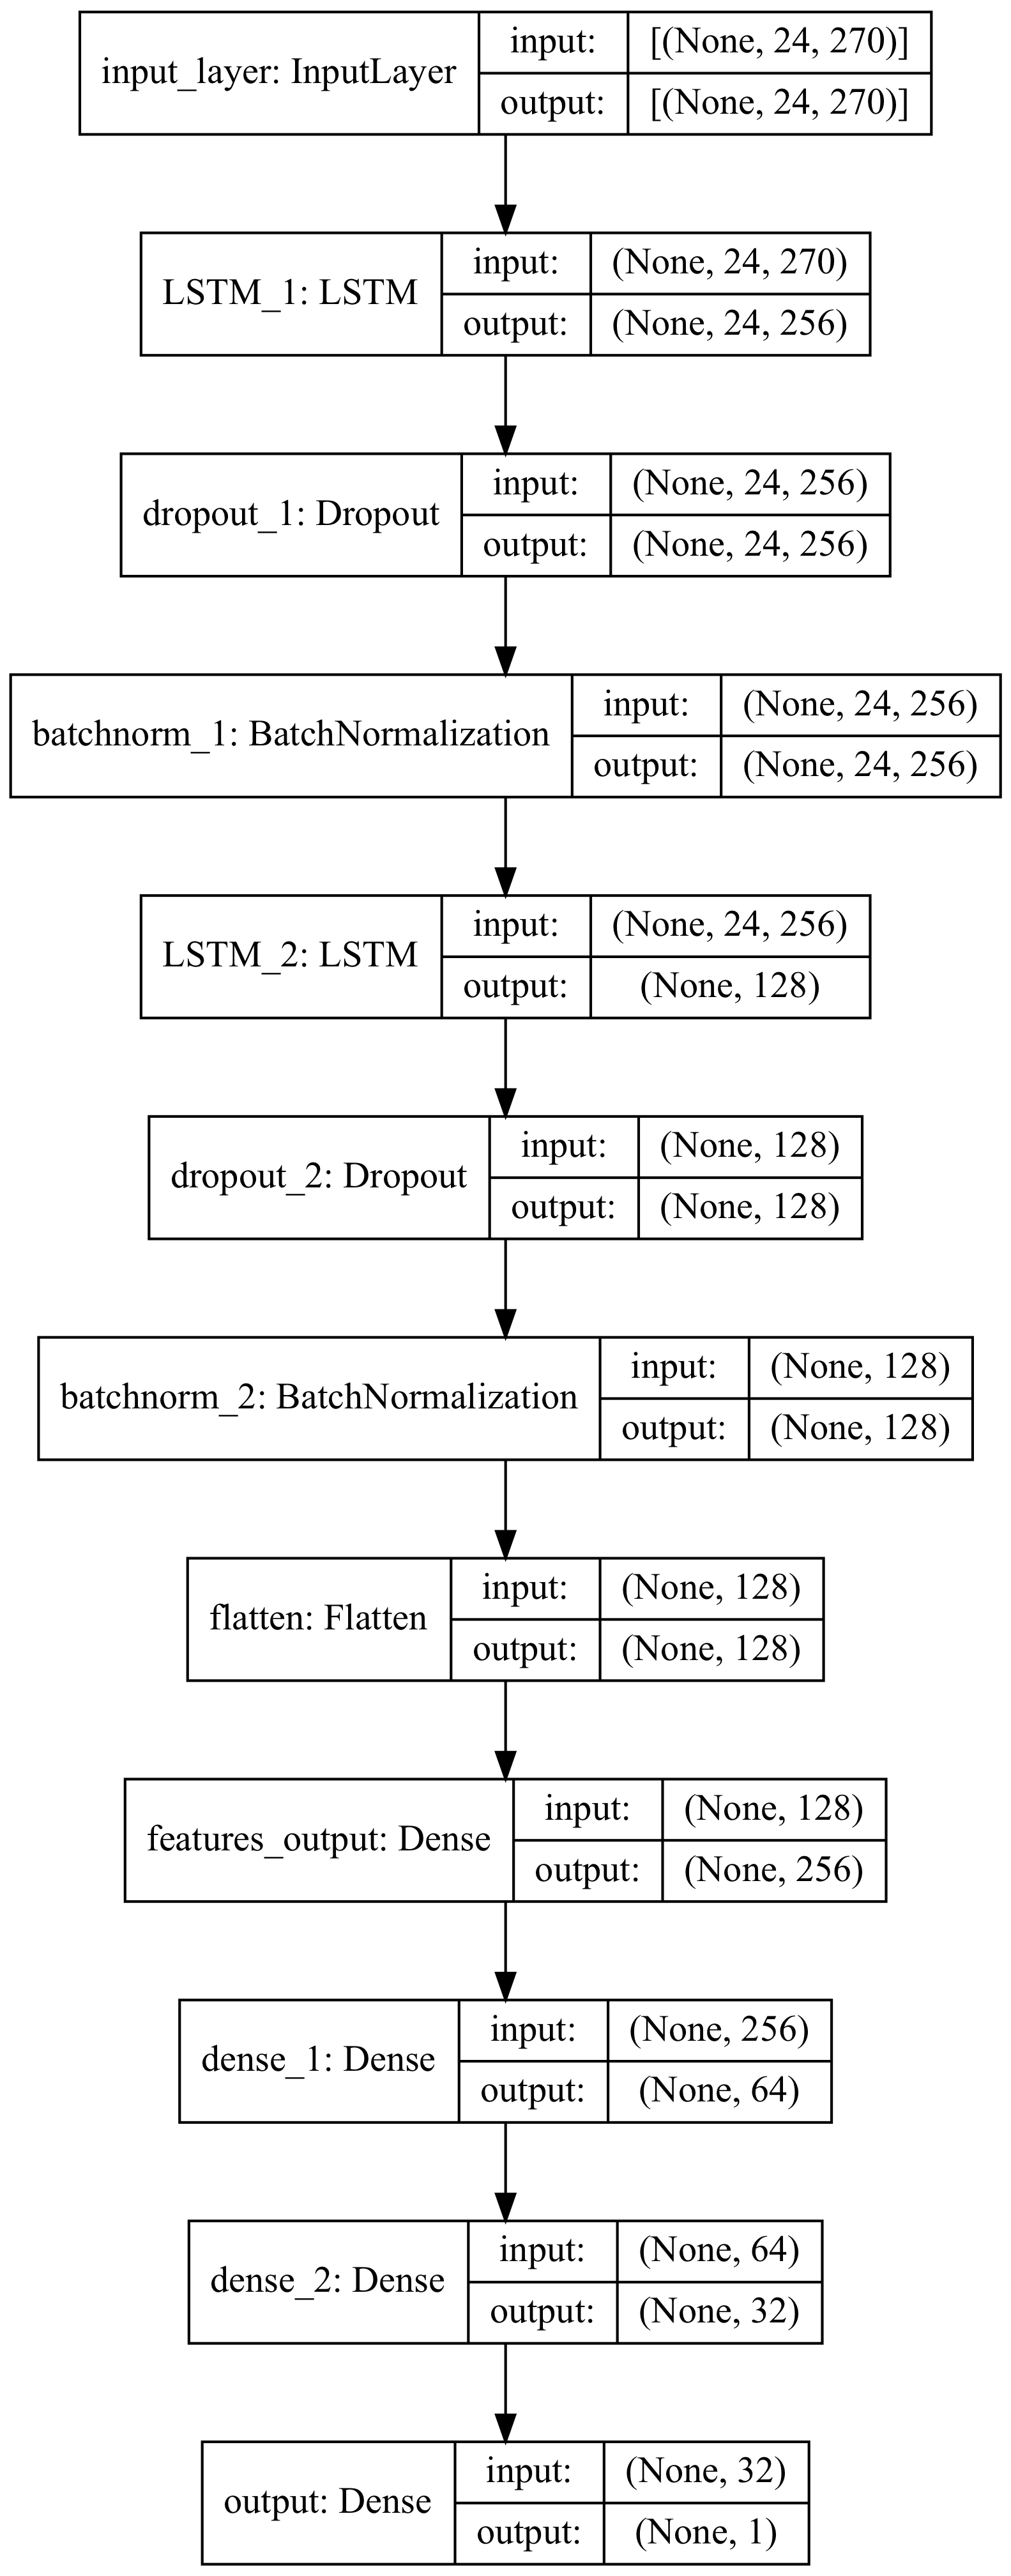 input_layer: InputLayer
input: [(None, 24, 270)]
output: [(None, 24, 270)]
LSTM_1: LSTM
input: (None, 24, 270)
output: (None, 24, 256)
dropout_1: Dropout
input: (None, 24, 256)
output: (None, 24, 256)
batchnorm_1: BatchNormalization
input: (None, 24, 256)
output: (None, 24, 256)
LSTM_2: LSTM
input: (None, 24, 256)
output: (None, 128)
dropout_2: Dropout
input: (None, 128)
output: (None, 128)
batchnorm_2: BatchNormalization
input: (None, 128)
output: (None, 128)
flatten: Flatten
input: (None, 128)
output: (None, 128)
features_output: Dense
input: (None, 128)
output: (None, 256)
dense_1: Dense
input: (None, 256)
output: (None, 64)
dense_2: Dense
input: (None, 64)
output: (None, 32)
output: Dense
input: (None, 32)
output: (None, 1)